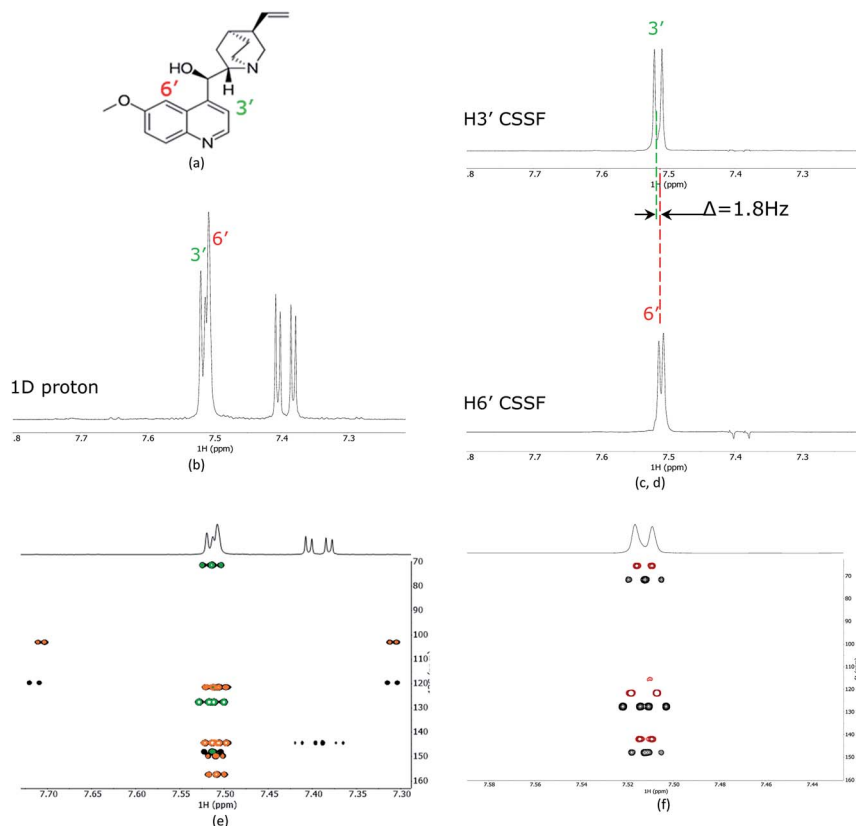 HO
6′
H
N
3′
O
N
(a)
3′
6′
1D proton
.8 7.7 7.6 7.5 7.4 7.3
1H (ppm)
(b)
3′
H3′ CSSF
.8 7.7 7.6 7.5 7.4 7.3
1H (ppm)
Δ=1.8Hz
6′
H6′ CSSF
.8 7.7 7.6 7.5 7.4 7.3
1H (ppm)
(c, d)
70
80
90
100
110
120
130
140
150
160
7.70 7.65 7.60 7.55 7.50 7.45 7.40 7.35 7.30
1H (ppm)
(e)
70
80
90
100
110
120
130
140
150
160
7.58 7.56 7.54 7.52 7.50 7.48 7.46 7.44
1H (ppm)
(f)